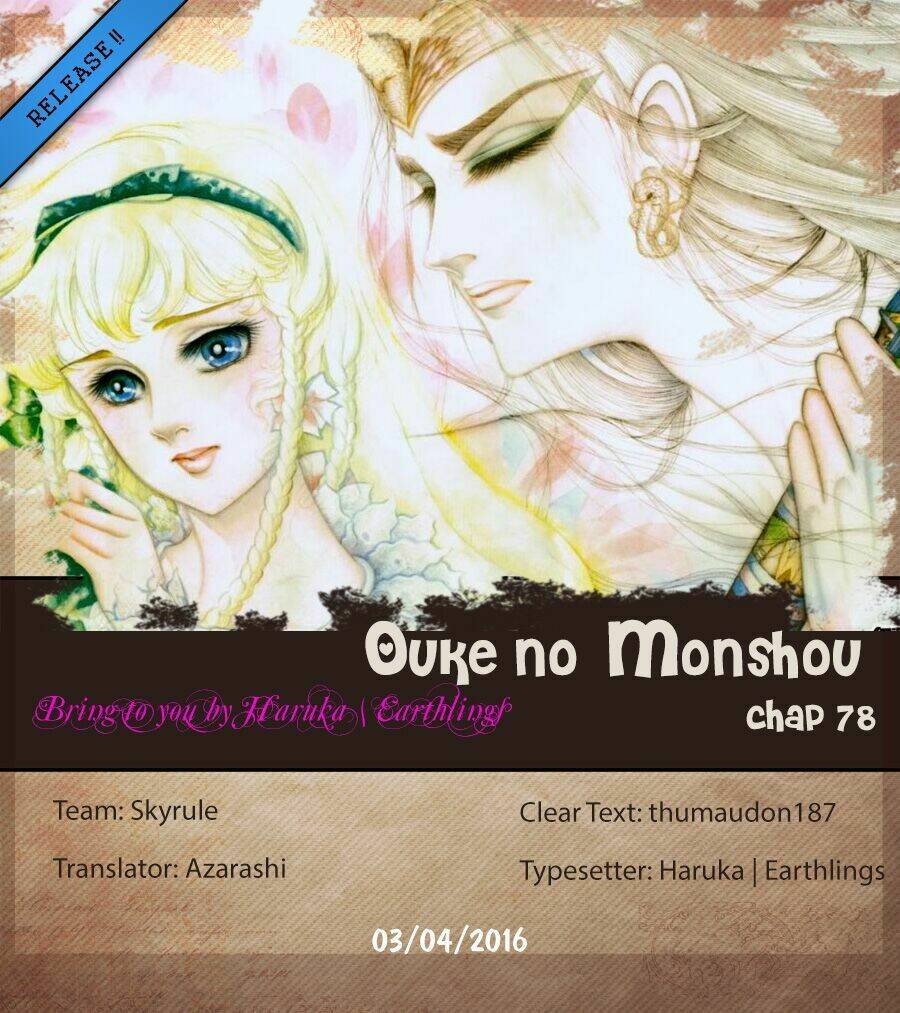 RELEASE !!
Ouke no Monshou
Bring to you by Haruka | Earthlings
chap 78
Team: Skyrule
Clear Text: thumaudon187
Translator: Azarashi
Typesetter: Haruka | Earthlings
03/04/2016